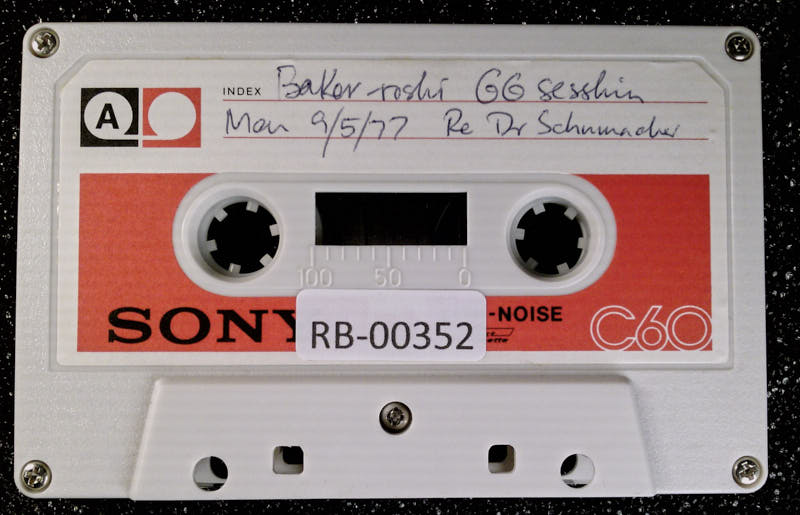 A INDEX Baker-roshi GG sesshin
Mon 9/5/77 Re Dr Schumacher
100 50 0
SONY -NOISE
RB-00352
C60